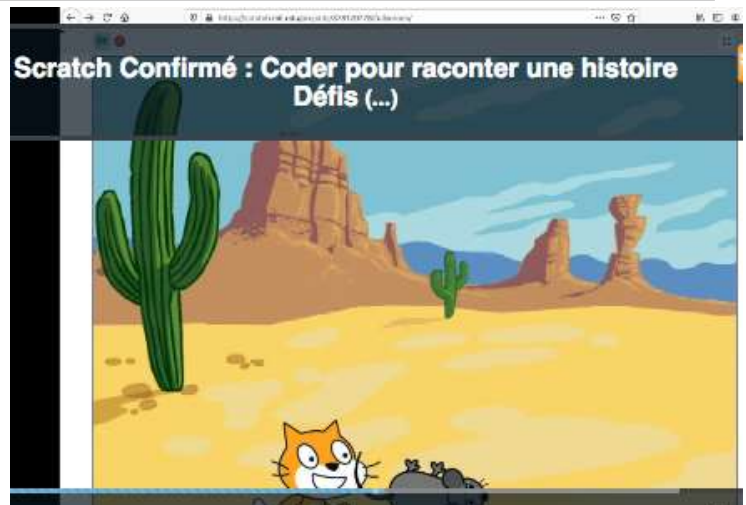 Scratch Confirmé : Coder pour raconter une histoire
Défis (...)